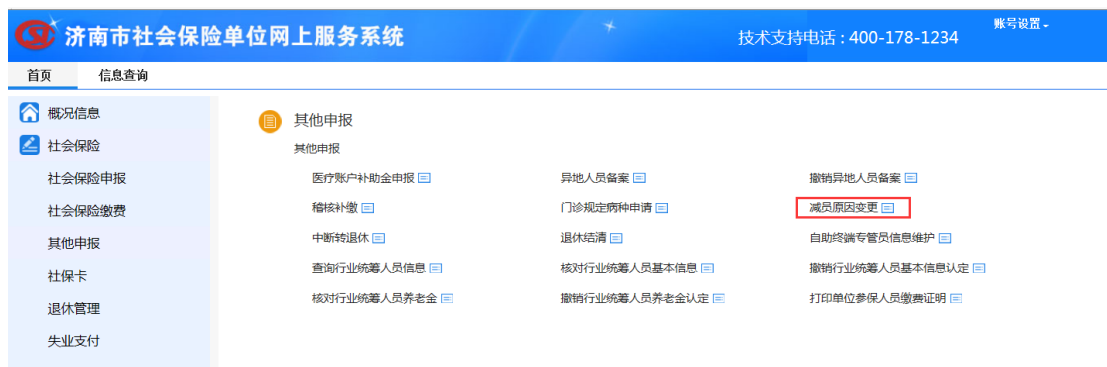 济南市社会保险单位网上服务系统
技术支持电话：400-178-1234
账号设置
首页 信息查询
概况信息
社会保险
社会保险申报
社会保险缴费
其他申报
社保卡
退休管理
失业支付
其他申报
其他申报
医疗账户补助金申报 异地人员备案 撤销异地人员备案
稽核补缴 门诊规定病种申请 减员原因变更
中断转退休 退休结清 自助终端专管员信息维护
查询行业统筹人员信息 核对行业统筹人员基本信息 撤销行业统筹人员基本信息认定
核对行业统筹人员养老金 撤销行业统筹人员养老金认定 打印单位参保人员缴费证明